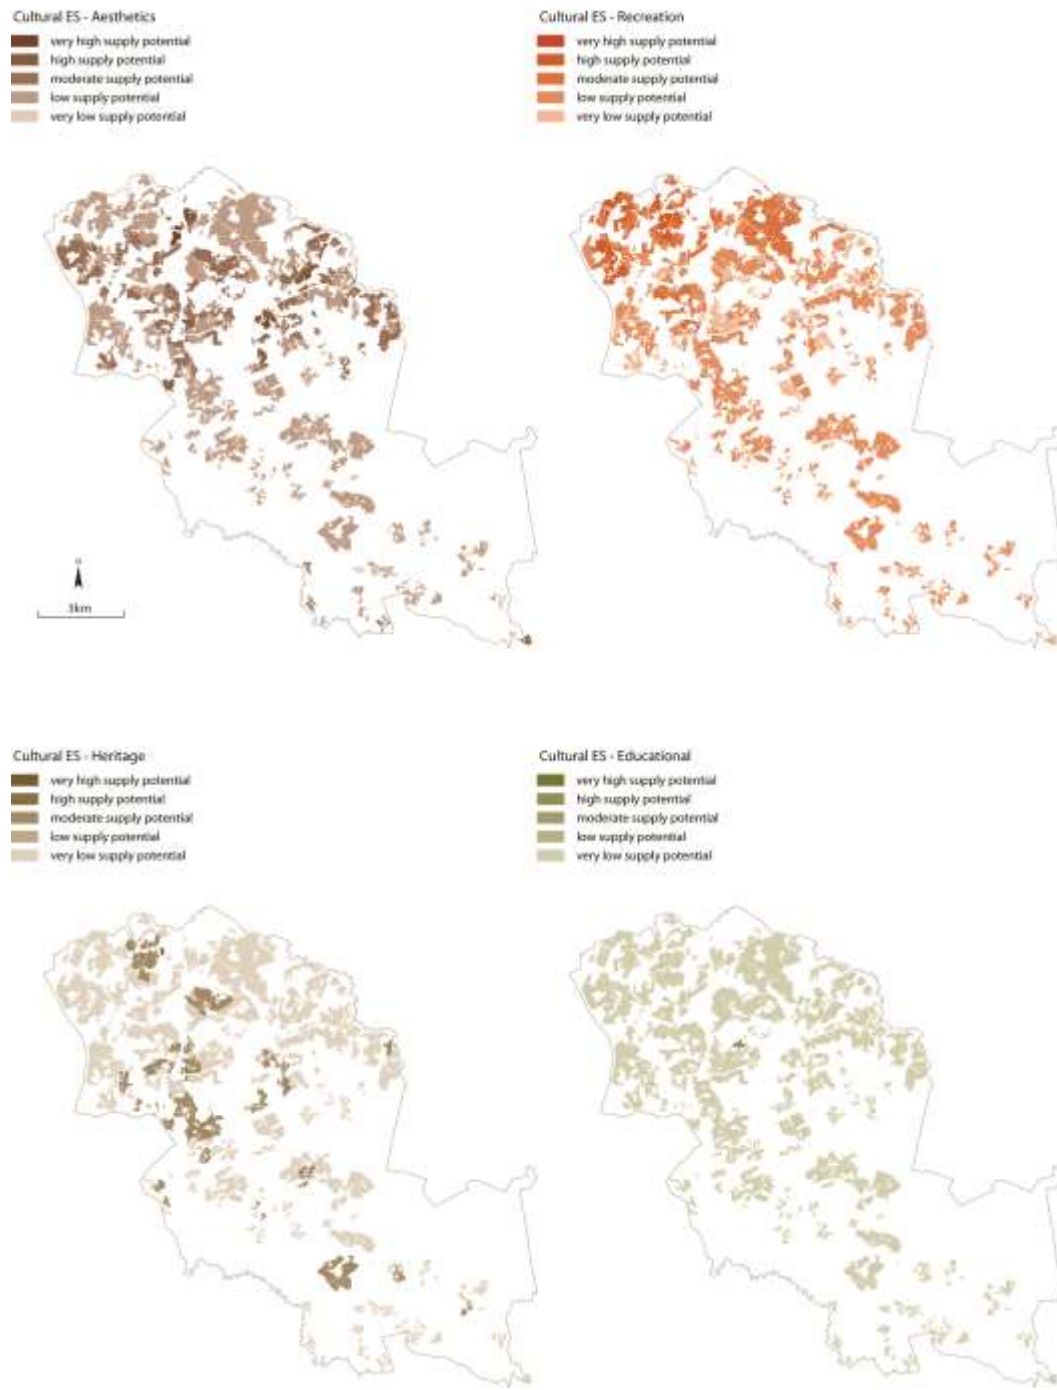 Cultural ES - Aesthetics
very high supply potential
high supply potential
moderate supply potential
low supply potential
very low supply potential
Cultural ES - Recreation
very high supply potential
high supply potential
moderate supply potential
low supply potential
very low supply potential
N
3km
Cultural ES - Heritage
very high supply potential
high supply potential
moderate supply potential
low supply potential
very low supply potential
Cultural ES - Educational
very high supply potential
high supply potential
moderate supply potential
low supply potential
very low supply potential